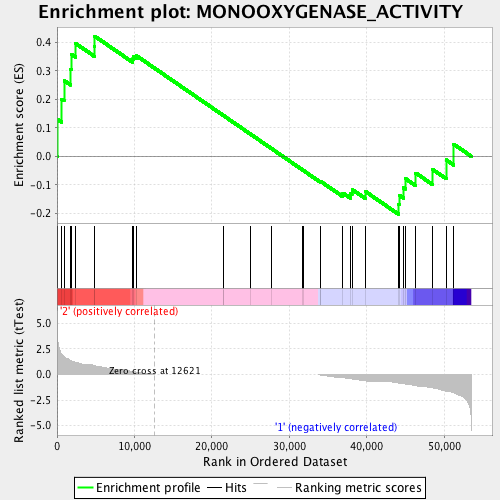 Enrichment plot: MONOOXYGENASE_ACTIVITY
Enrichment score (ES)
0.4
0.3
0.2
0.1
0.0
-0.1
-0.2
'2' (positively correlated)
Ranked list metric (tTest)
5.0
2.5
0.0
-2.5
-5.0
Zero cross at 12621
'1' (negatively correlated)
0 10,000 20,000 30,000 40,000 50,000
Rank in Ordered Dataset
Enrichment profile Hits Ranking metric scores